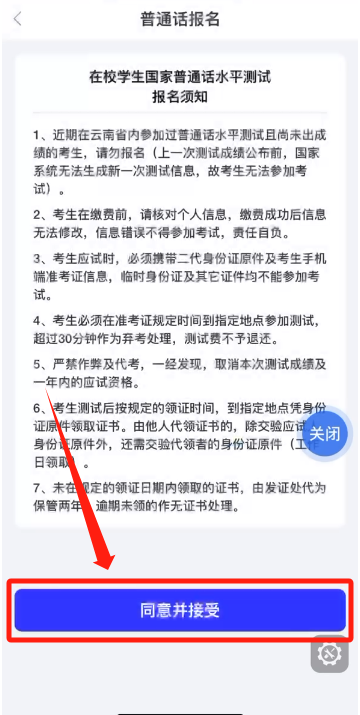 普通话报名
在校学生国家普通话水平测试
报名须知
1、近期在云南省内参加过普通话水平测试且尚未出成
绩的考生，请勿报名（上一次测试成绩公布前，国家
系统无法生成新一次测试信息，故考生无法参加考
试）。
2、考生在缴费前，请核对个人信息，缴费成功后信息
无法修改，信息错误不得参加考试，责任自负。
3、考生应试时，必须携带二代身份证原件及考生手机
端准考证信息，临时身份证及其它证件均不能参加考
试。
4、考生必须在准考证规定时间到指定地点参加测试，
超过30分钟作为弃考处理，测试费不予退还。
5、严禁作弊及代考，一经发现，取消本次测试成绩及
一年内的应试资格。
6、考生测试后按规定的领证时间，到指定地点凭身份
证原件领取证书。由他人代领证书的，除交验应试
身份证原件外，还需交验代领者的身份证原件（工
日领取）。
关闭
7、未在规定的领证日期内领取的证书，由发证处代为
保管两年，逾期未领的作无证书处理。
同意并接受